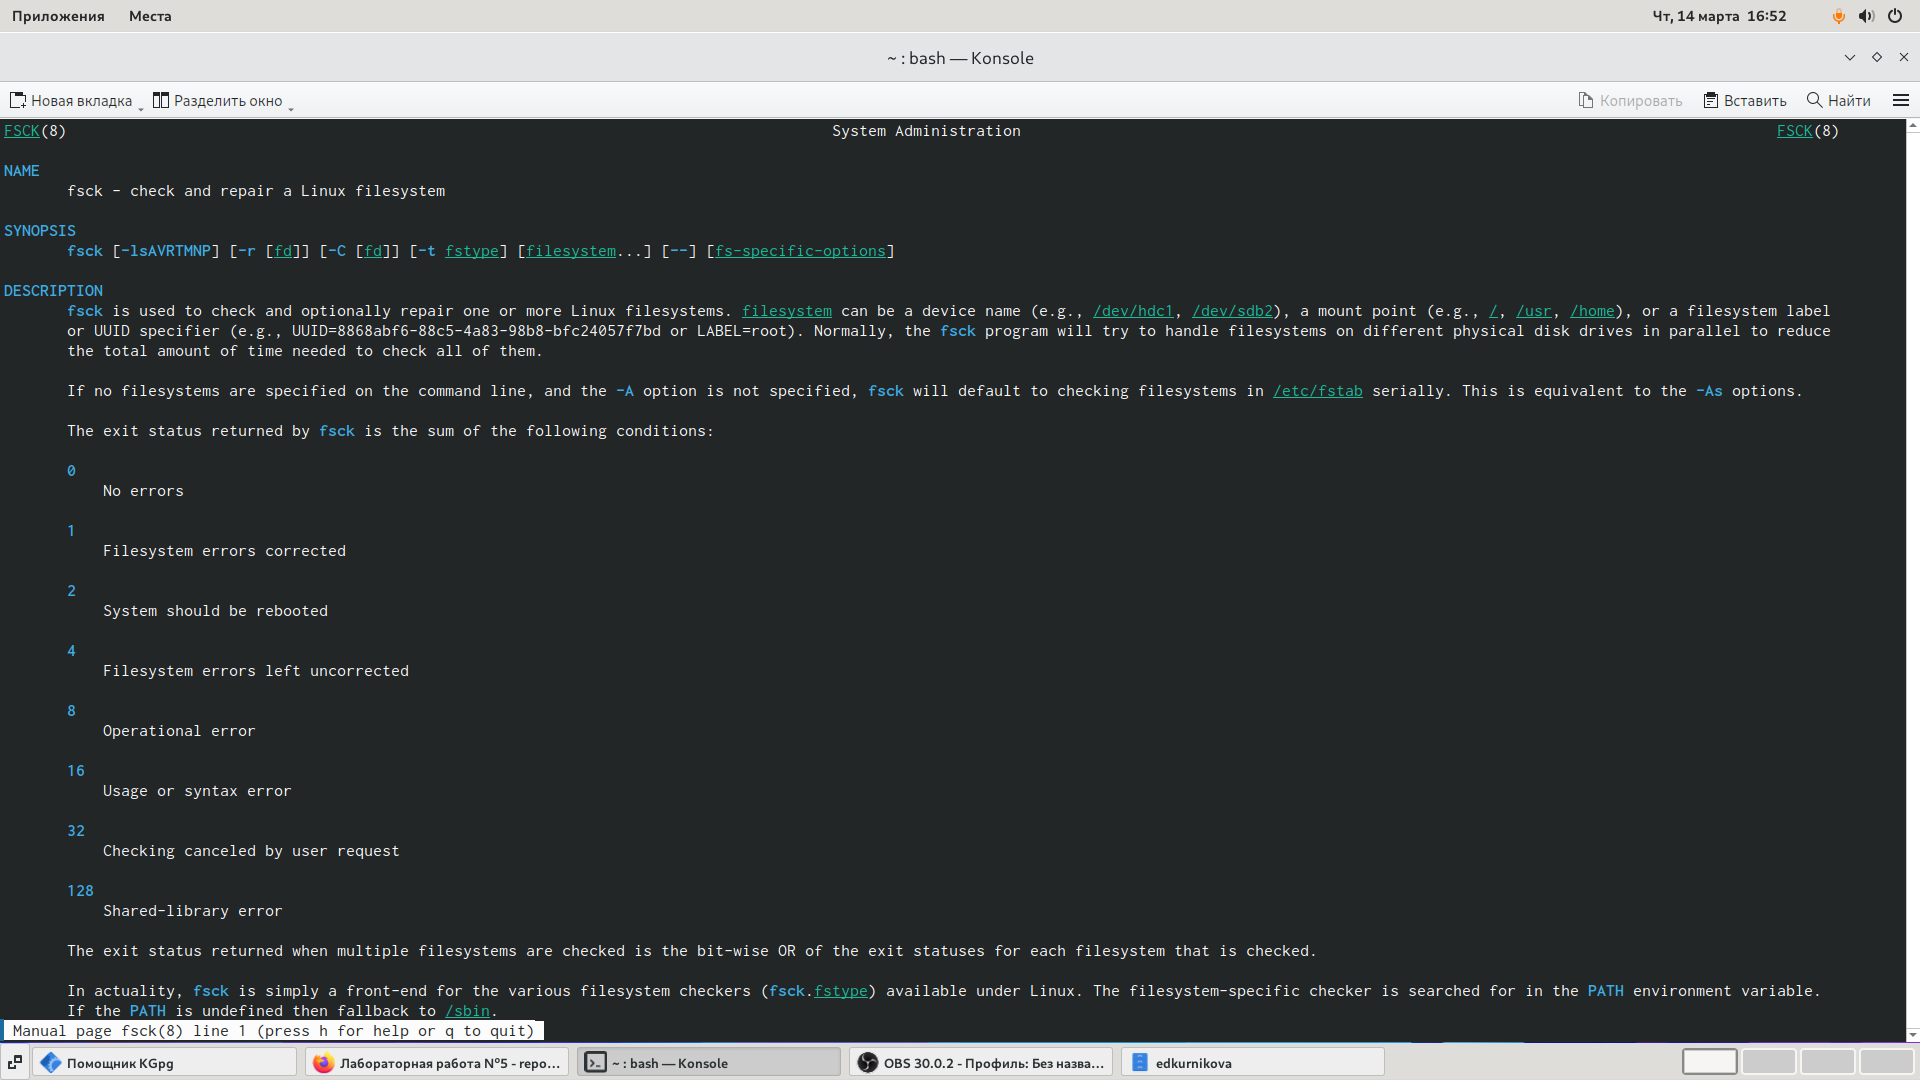 Приложения Места Чт, 14 марта 16:52
~ : bash — Konsole
Новая вкладка Разделить окно Копировать Вставить Найти
FSCK(8) System Administration FSCK(8)
NAME
fsck - check and repair a Linux filesystem
SYNOPSIS
fsck [-lsAVRTMNP] [-r [fd]] [-C [fd]] [-t fstype] [filesystem...] [--] [fs-specific-options]
DESCRIPTION
fsck is used to check and optionally repair one or more Linux filesystems. filesystem can be a device name (e.g., /dev/hdc1, /dev/sdb2), a mount point (e.g., /, /usr, /home), or a filesystem label
or UUID specifier (e.g., UUID=8868abf6-88c5-4a83-98b8-bfc24057f7bd or LABEL=root). Normally, the fsck program will try to handle filesystems on different physical disk drives in parallel to reduce
the total amount of time needed to check all of them.
If no filesystems are specified on the command line, and the -A option is not specified, fsck will default to checking filesystems in /etc/fstab serially. This is equivalent to the -As options.
The exit status returned by fsck is the sum of the following conditions:
0
No errors
1
Filesystem errors corrected
2
System should be rebooted
4
Filesystem errors left uncorrected
8
Operational error
16
Usage or syntax error
32
Checking canceled by user request
128
Shared-library error
The exit status returned when multiple filesystems are checked is the bit-wise OR of the exit statuses for each filesystem that is checked.
In actuality, fsck is simply a front-end for the various filesystem checkers (fsck.fstype) available under Linux. The filesystem-specific checker is searched for in the PATH environment variable.
If the PATH is undefined then fallback to /sbin.
Manual page fsck(8) line 1 (press h for help or q to quit)
Помощник KGpg Лабораторная работа №5 - repo... ~ : bash — Konsole OBS 30.0.2 - Профиль: Без назва... edkurnikova